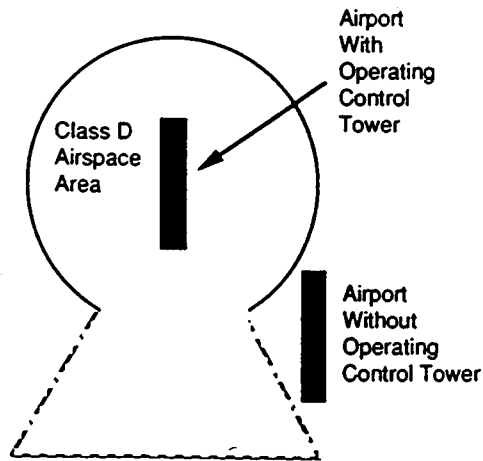 Airport
With
Operating
Control
Tower
Class D
Airspace
Area
Airport
Without
Operating
Control Tower